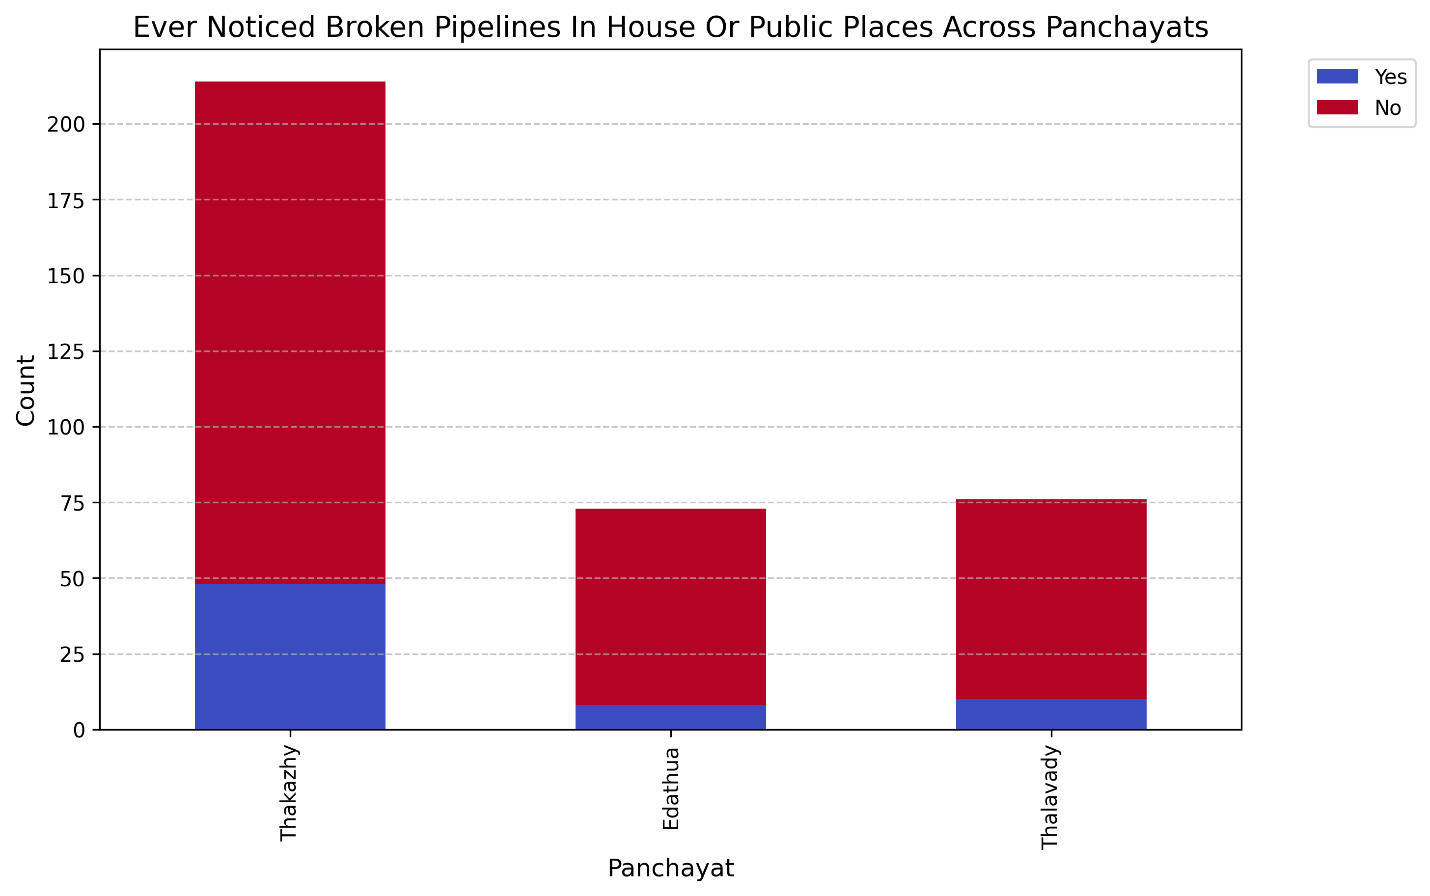 Ever Noticed Broken Pipelines In House Or Public Places Across Panchayats
Yes
No
200
175
150
125
100
75
50
25
0
Count
Thakazhy
Edathua
Thalavady
Panchayat